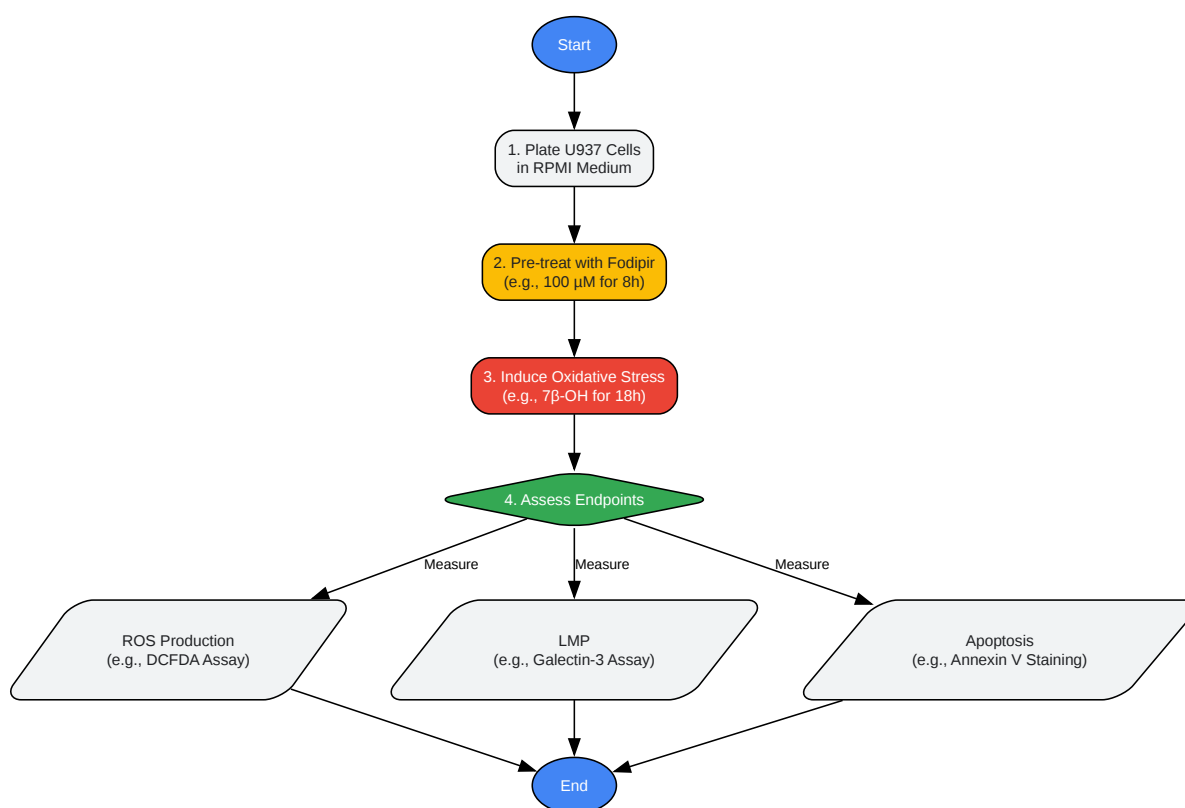 Start
1. Plate U937 Cells
in RPMI Medium
2. Pre-treat with Fodipir
(e.g., 100 µM for 8h)
3. Induce Oxidative Stress
(e.g., 7β-OH for 18h)
4. Assess Endpoints
Measure
Measure
Measure
ROS Production
(e.g., DCFDA Assay)
LMP
(e.g., Galectin-3 Assay)
Apoptosis
(e.g., Annexin V Staining)
End